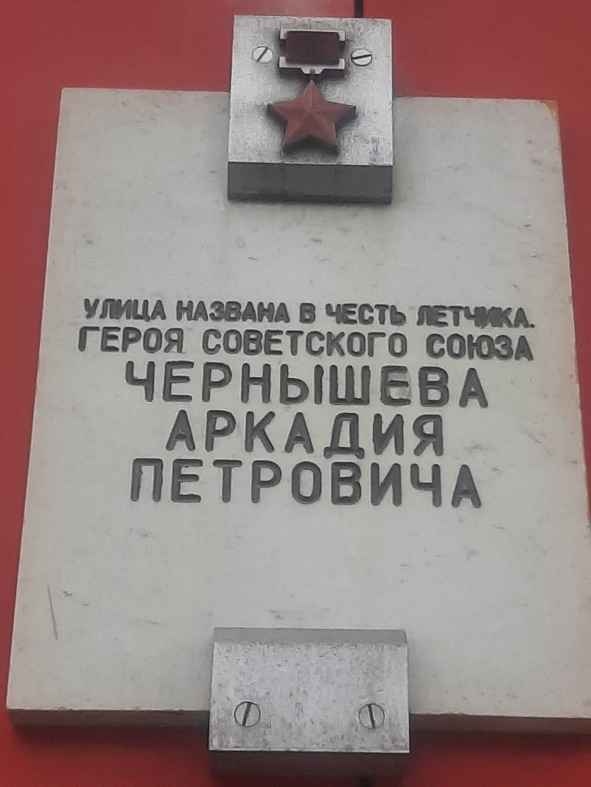 УЛИЦА НАЗВАНА В ЧЕСТЬ ЛЕТЧИКА.
ГЕРОЯ СОВЕТСКОГО СОЮЗА
ЧЕРНЫШЕВА
АРКАДИЯ
ПЕТРОВИЧА